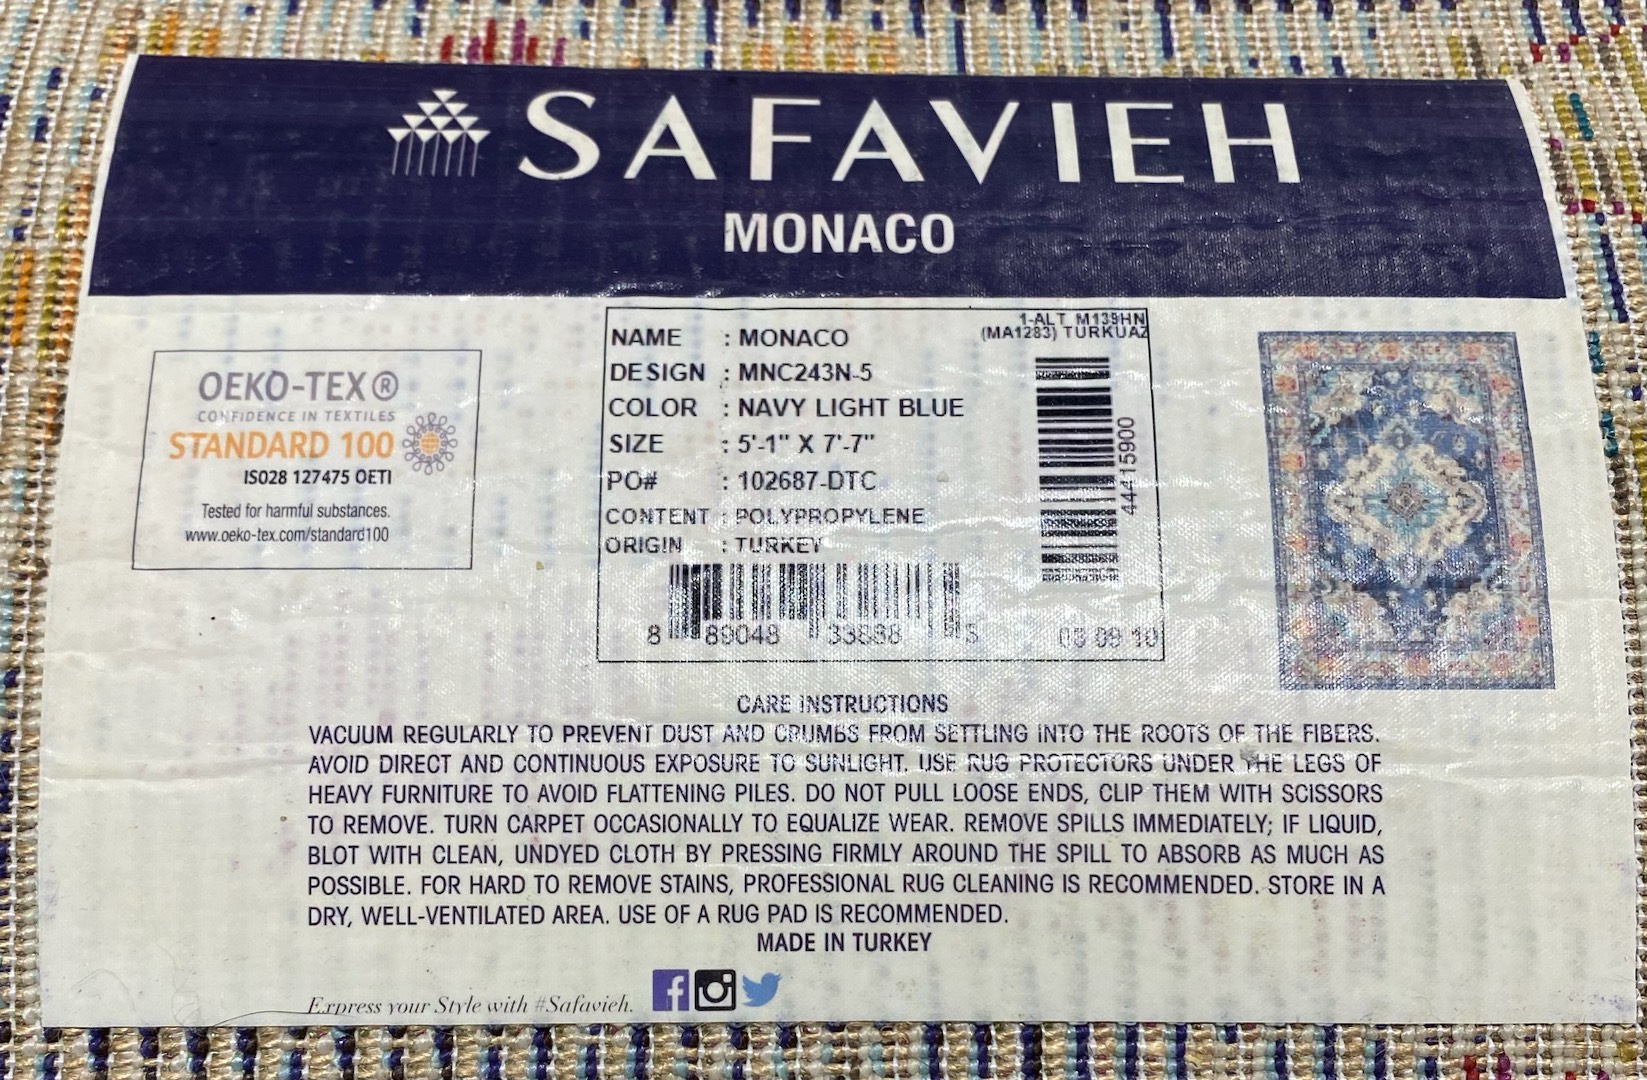 SAFAVIEH
MONACO
OEKO-TEX®
CONFIDENCE IN TEXTILES
STANDARD 100
IS028 127475 OETI
Tested for harmful substances.
www.oeko-tex.com/standard100
1-ALT M139HN
(MA1283) TURKUAZ
NAME : MONACO
DESIGN : MNC243N-5
COLOR : NAVY LIGHT BLUE
SIZE : 5'-1" X 7'-7"
PO# : 102687-DTC
CONTENT : POLYPROPYLENE
ORIGIN : TURKEY
44415900
8 89048
CARE INSTRUCTIONS
VACUUM REGULARLY TO PREVENT DUST AND CRUMBS FROM SETTLING INTO THE ROOTS OF THE FIBERS.
AVOID DIRECT AND CONTINUOUS EXPOSURE TO SUNLIGHT. USE RUG PROTECTORS UNDER THE LEGS OF
HEAVY FURNITURE TO AVOID FLATTENING PILES. DO NOT PULL LOOSE ENDS, CLIP THEM WITH SCISSORS
TO REMOVE. TURN CARPET OCCASIONALLY TO EQUALIZE WEAR. REMOVE SPILLS IMMEDIATELY; IF LIQUID,
BLOT WITH CLEAN, UNDYED CLOTH BY PRESSING FIRMLY AROUND THE SPILL TO ABSORB AS MUCH AS
POSSIBLE. FOR HARD TO REMOVE STAINS, PROFESSIONAL RUG CLEANING IS RECOMMENDED. STORE IN A
DRY, WELL-VENTILATED AREA. USE OF A RUG PAD IS RECOMMENDED.
MADE IN TURKEY
Express your Style with #Safavieh.